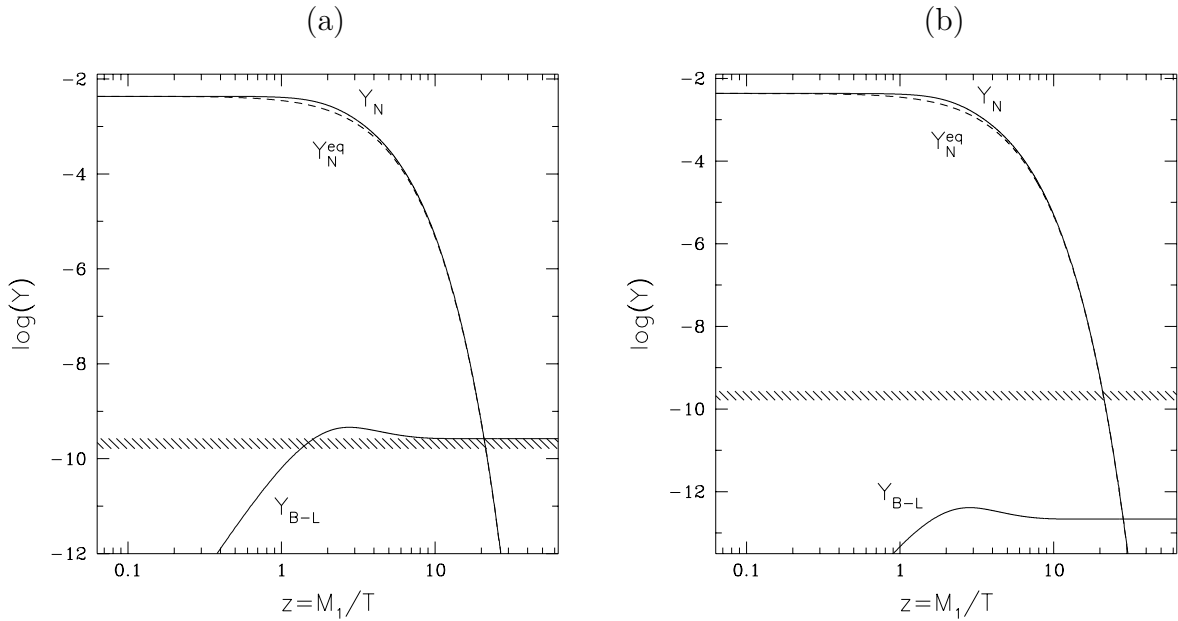 (a)
−2
−4
−6
−8
−10
−12
log(Y)
Y_N
Y_N^eq
Y_B−L
0.1
1
10
z=M_1/T
(b)
−2
−4
−6
−8
−10
−12
log(Y)
Y_N
Y_N^eq
Y_B−L
0.1
1
10
z=M_1/T